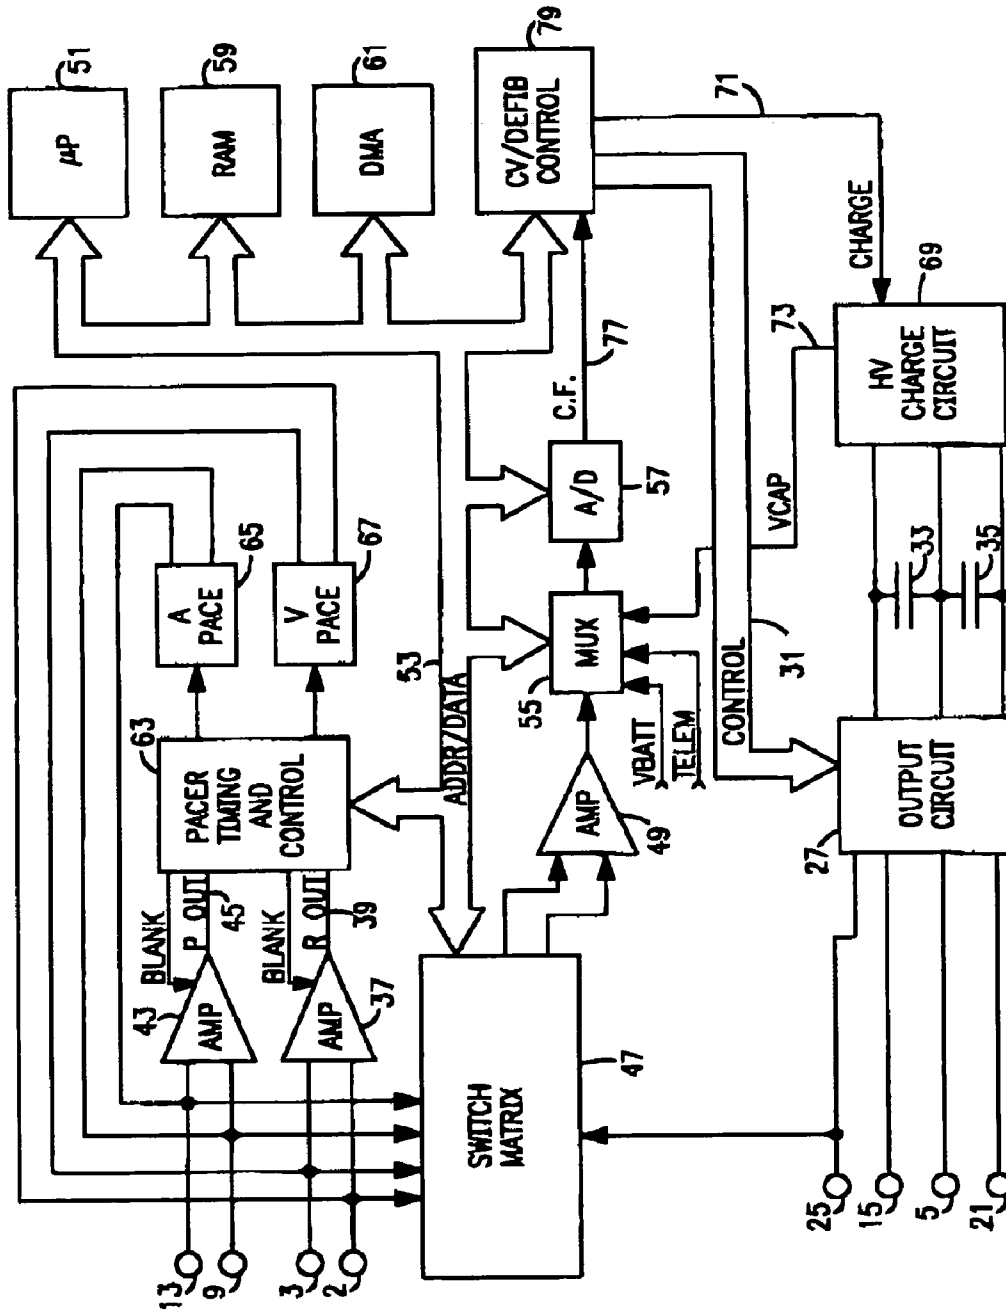 51
μP
59
RAM
61
DMA
79
CV/DEFIB
CONTROL
71
CHARGE
65
A
PACE
67
V
PACE
63
PACER
TIMING
AND
CONTROL
BLANK
P OUT
45
BLANK
R OUT
39
43
AMP
37
AMP
13
9
3
2
53
ADDR/DATA
C.F.
77
A/D
57
55
MUX
VBATT
TELEM
AMP
49
SWITCH
MATRIX
47
CONTROL
31
VCAP
73
69
HV
CHARGE
CIRCUIT
33
35
27
OUTPUT
CIRCUIT
25
15
5
21